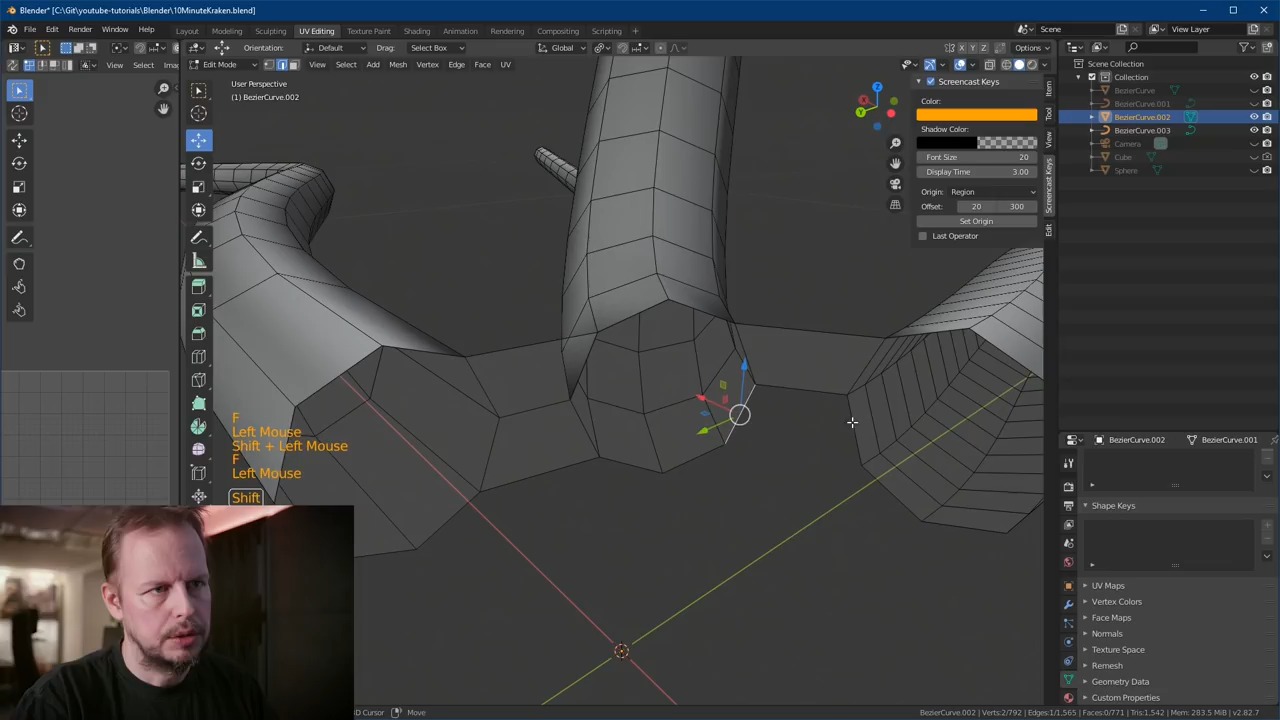 Blender* [C:\Git\youtube-tutorials\Blender\10MinuteKraken.blend]
File Edit Render Window Help Layout Modeling Sculpting UV Editing Texture Paint Shading Animation Rendering Compositing Scripting + Scene View Layer
Orientation: Default Drag: Select Box Global X Y Z Options
View Select Edit Mode View Select Add Mesh Vertex Edge Face UV
User Perspective
(1) BezierCurve.002
Z
Y
Screencast Keys
Color:
Shadow Color:
Font Size 20
Display Time 3.00
Origin: Region
Offset: 20 300
Set Origin
Last Operator
Item
Tool
View
Screencast Keys
Edit
Scene Collection
Collection
BezierCurve
BezierCurve.001
BezierCurve.002
BezierCurve.003
Camera
Cube
Sphere
BezierCurve.002 BezierCurve.001
Shape Keys
UV Maps
Vertex Colors
Face Maps
Normals
Texture Space
Remesh
Geometry Data
Custom Properties
F
Left Mouse
Shift + Left Mouse
F
Left Mouse
Shift
3D Cursor Move
BezierCurve.002 | Verts:2/792 | Edges:1/1,565 | Faces:0/771 | Tris:1,542 | Mem: 283.5 MiB | v2.82.7